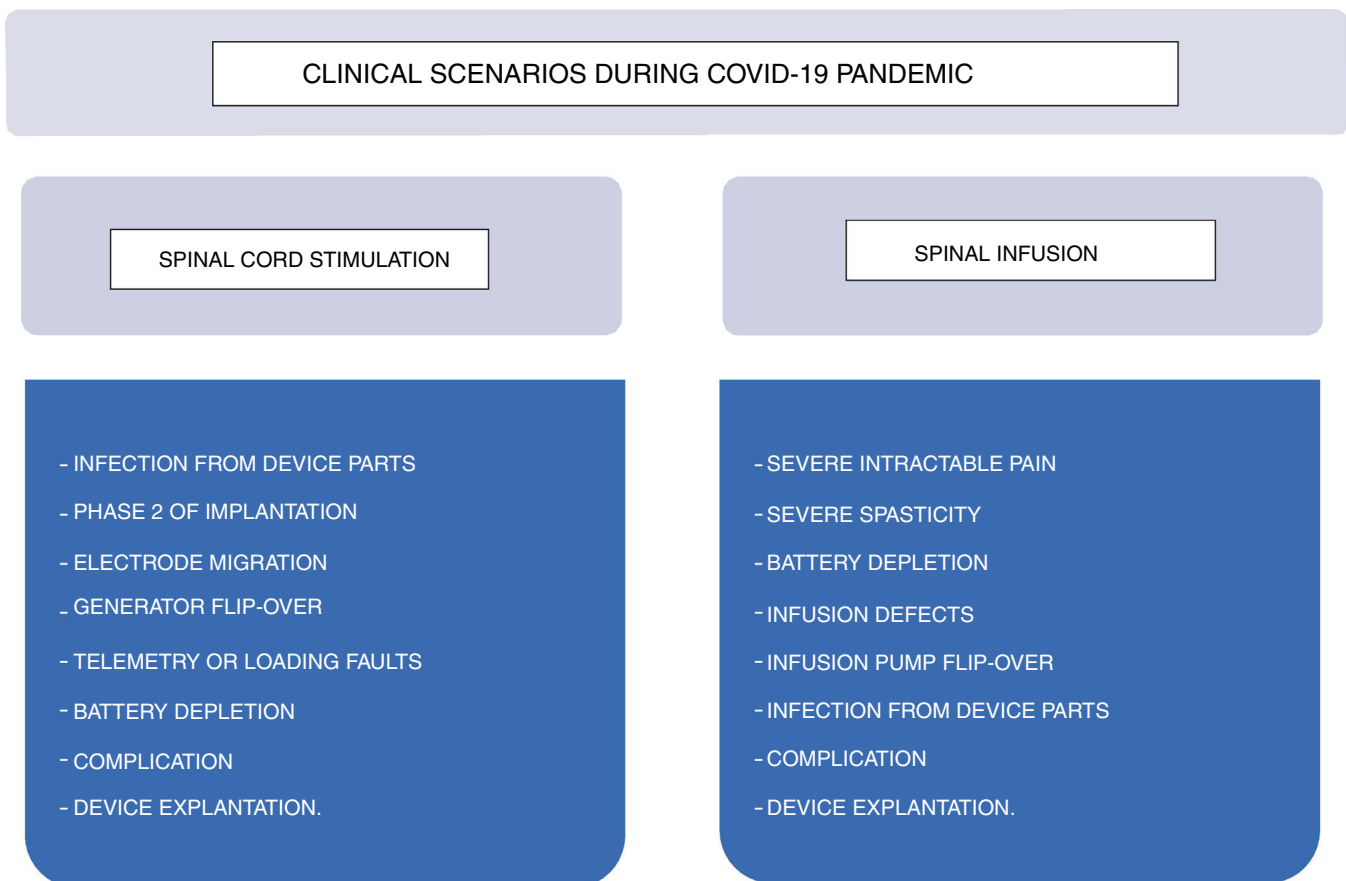 CLINICAL SCENARIOS DURING COVID-19 PANDEMIC
SPINAL CORD STIMULATION
- INFECTION FROM DEVICE PARTS
- PHASE 2 OF IMPLANTATION
- ELECTRODE MIGRATION
- GENERATOR FLIP-OVER
- TELEMETRY OR LOADING FAULTS
- BATTERY DEPLETION
- COMPLICATION
- DEVICE EXPLANTATION.
SPINAL INFUSION
- SEVERE INTRACTABLE PAIN
- SEVERE SPASTICITY
- BATTERY DEPLETION
- INFUSION DEFECTS
- INFUSION PUMP FLIP-OVER
- INFECTION FROM DEVICE PARTS
- COMPLICATION
- DEVICE EXPLANTATION.